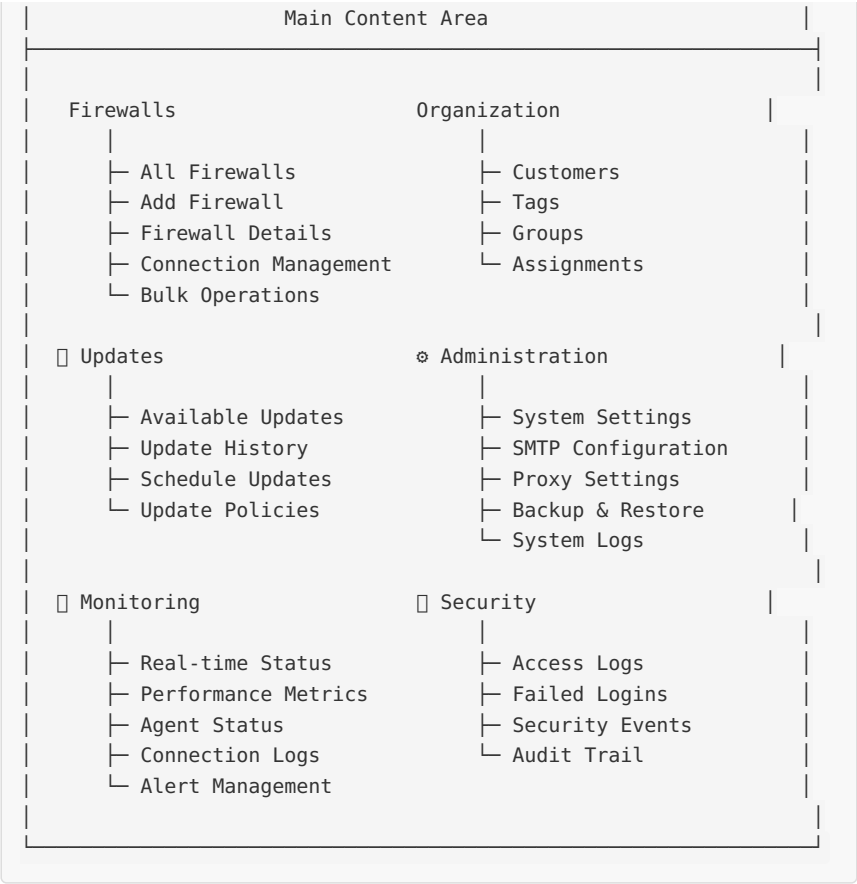 │                     Main Content Area                          │
├──────────────────────────────────────────────────────────────────┤
│                                                                  │
│   Firewalls                    Organization                 │
│      │                              │                          │
│      ├─ All Firewalls               ├─ Customers               │
│      ├─ Add Firewall                ├─ Tags                    │
│      ├─ Firewall Details            ├─ Groups                  │
│      ├─ Connection Management       └─ Assignments             │
│      └─ Bulk Operations                                        │
│                                                                  │
│  ▯ Updates                     ⚙ Administration              │
│      │                              │                          │
│      ├─ Available Updates           ├─ System Settings         │
│      ├─ Update History              ├─ SMTP Configuration      │
│      ├─ Schedule Updates            ├─ Proxy Settings          │
│      └─ Update Policies             ├─ Backup & Restore       │
│                                     └─ System Logs             │
│                                                                  │
│  ▯ Monitoring                  ▯ Security                   │
│      │                              │                          │
│      ├─ Real-time Status            ├─ Access Logs             │
│      ├─ Performance Metrics         ├─ Failed Logins           │
│      ├─ Agent Status                ├─ Security Events         │
│      ├─ Connection Logs             └─ Audit Trail             │
│      └─ Alert Management                                       │
│                                                                  │
└──────────────────────────────────────────────────────────────────┘